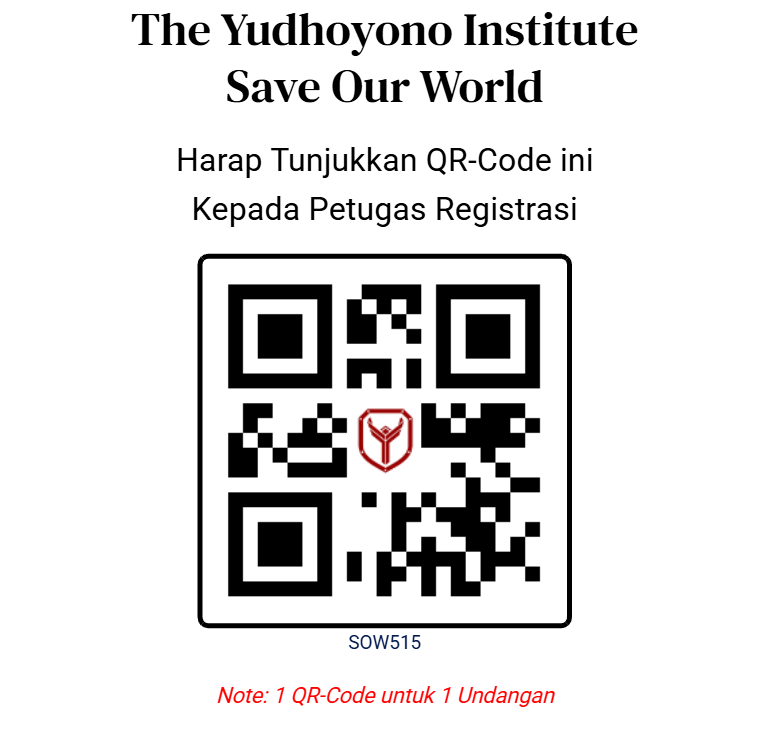 The Yudhoyono Institute
Save Our World
Harap Tunjukkan QR-Code ini
Kepada Petugas Registrasi
SOW515
Note: 1 QR-Code untuk 1 Undangan